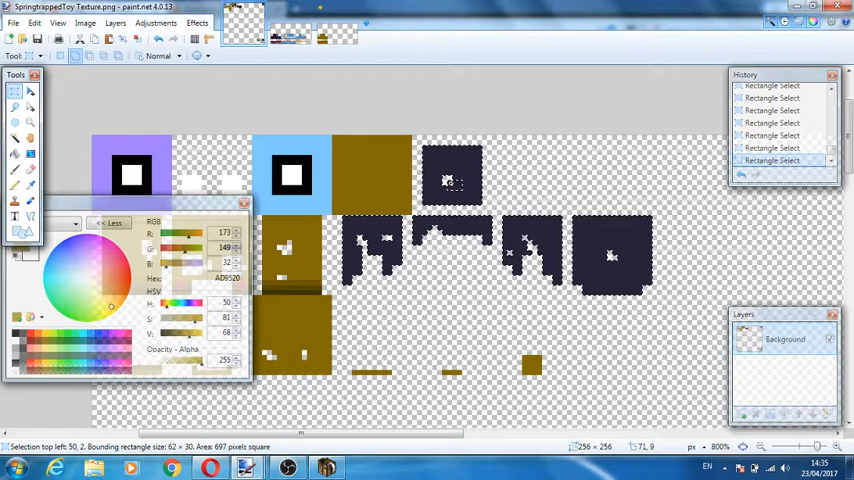 SpringtrappedToy Texture.png - paint.net 4.0.13
File Edit View Image Layers Adjustments Effects
Tool: Normal
Tools
History
Rectangle Select
Rectangle Select
Rectangle Select
Rectangle Select
Rectangle Select
Rectangle Select
Rectangle Select
<< Less
RGB
R: 173
G: 149
B: 32
Hex: AD9520
HSV
H: 50
S: 81
V: 68
Opacity - Alpha
255
Layers
Background
Selection top left: 50, 2. Bounding rectangle size: 62 × 30. Area: 697 pixels square
256 × 256
71, 9
px
800%
EN
14:35
23/04/2017